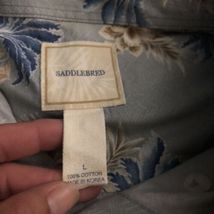 SADDLEBRED
L
100% COTTON
MADE IN KOREA